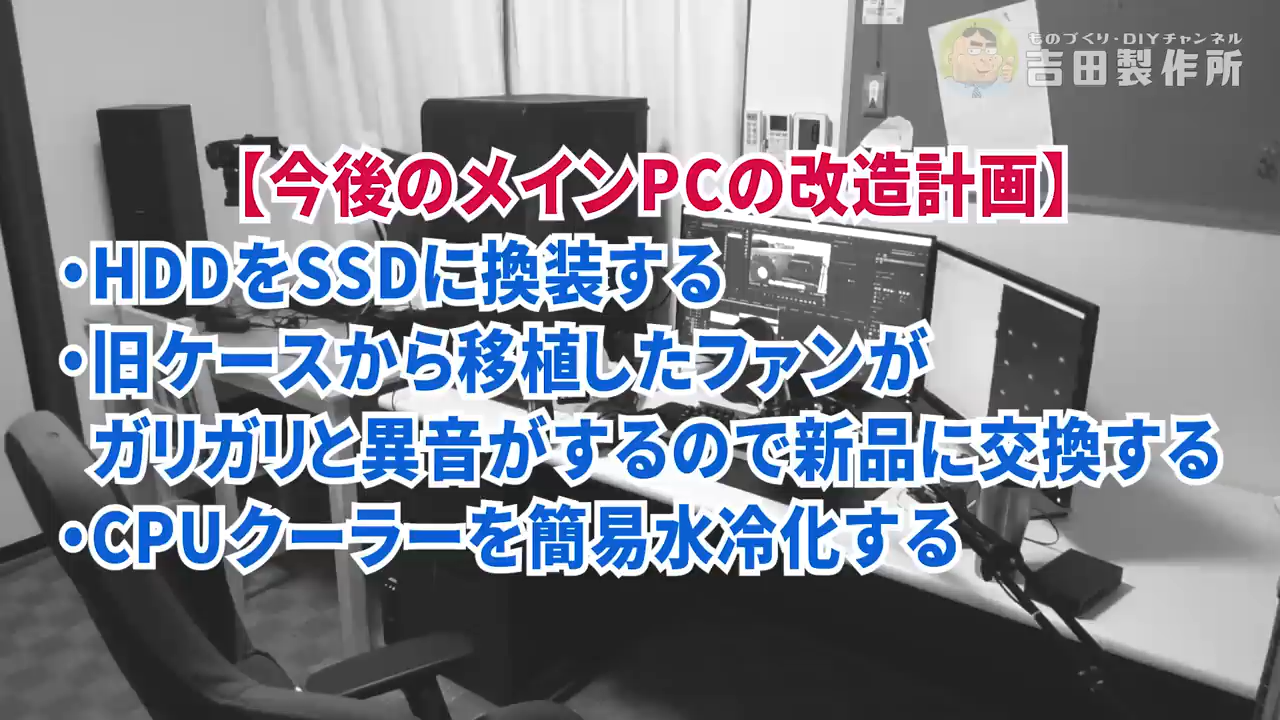 ものづくり・DIYチャンネル
吉田製作所
【今後のメインPCの改造計画】
・HDDをSSDに換装する
・旧ケースから移植したファンが
ガリガリと異音がするので新品に交換する
・CPUクーラーを簡易水冷化する